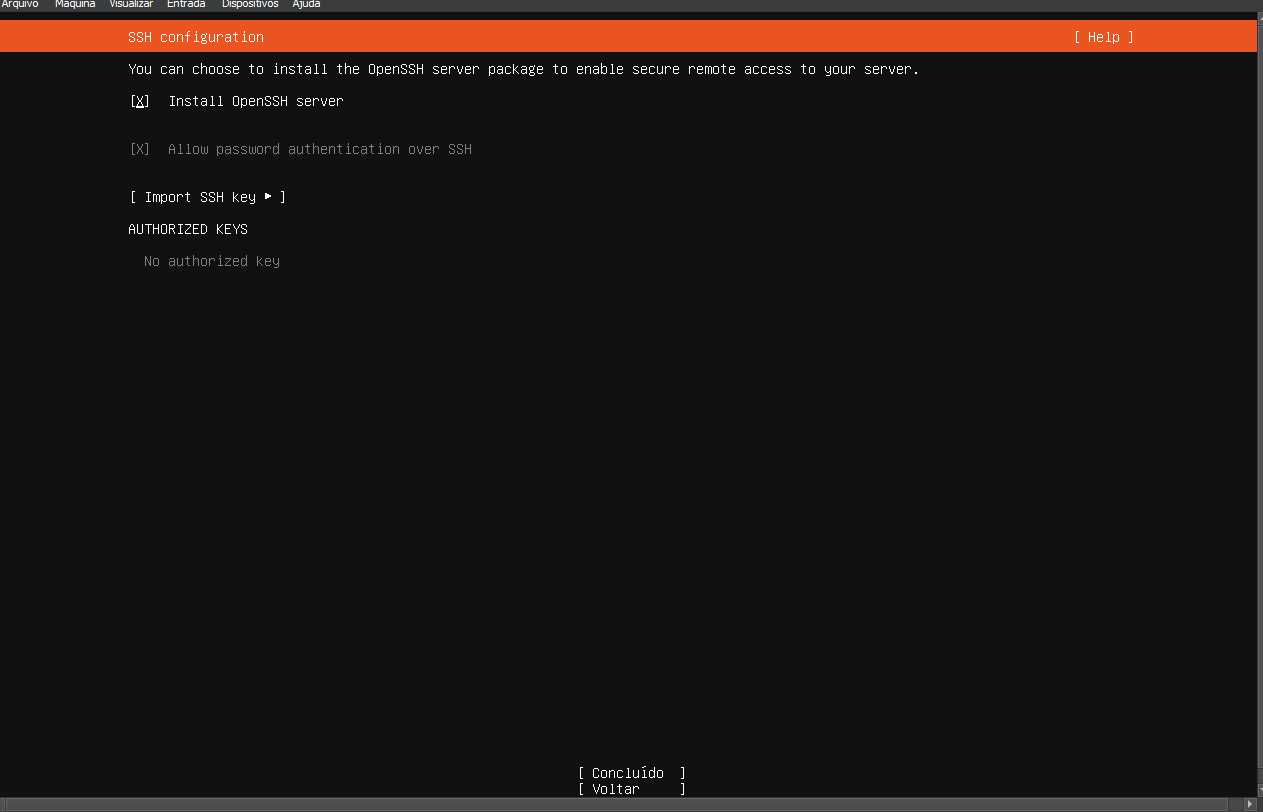 Arquivo Máquina Visualizar Entrada Dispositivos Ajuda
SSH configuration [ Help ]
You can choose to install the OpenSSH server package to enable secure remote access to your server.
[X] Install OpenSSH server
[X] Allow password authentication over SSH
[ Import SSH key ▸ ]
AUTHORIZED KEYS
No authorized key
[ Concluído ]
[ Voltar ]